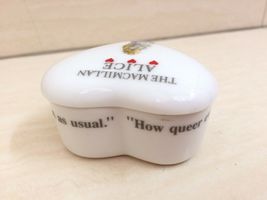 THE MACMILLAN
ALICE
as usual." "How queer